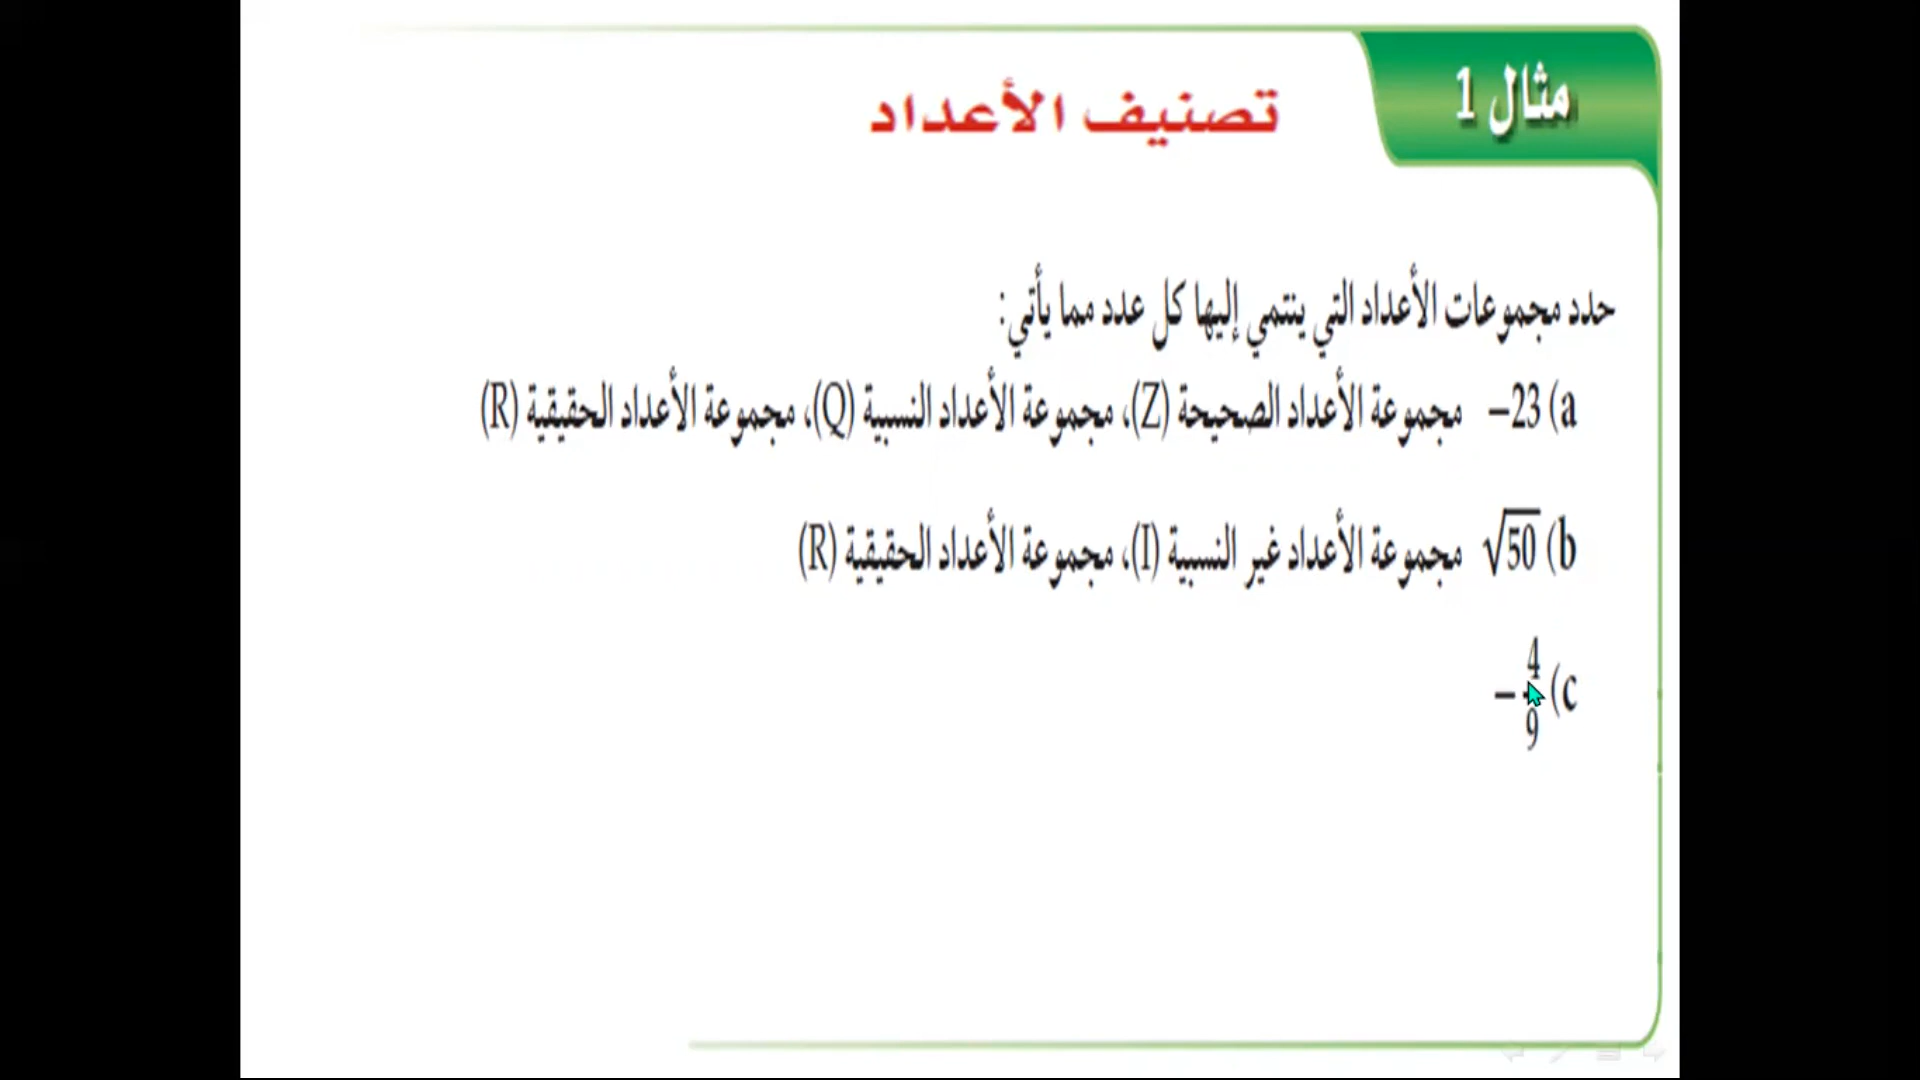 مثال 1
تصنيف الأعداد
حدد مجموعات الأعداد التي ينتمي إليها كل عدد مما يأتي:
a) –23 مجموعة الأعداد الصحيحة (Z)، مجموعة الأعداد النسبية (Q)، مجموعة الأعداد الحقيقية (R)
b) √50 مجموعة الأعداد غير النسبية (I)، مجموعة الأعداد الحقيقية (R)
c) –4/9